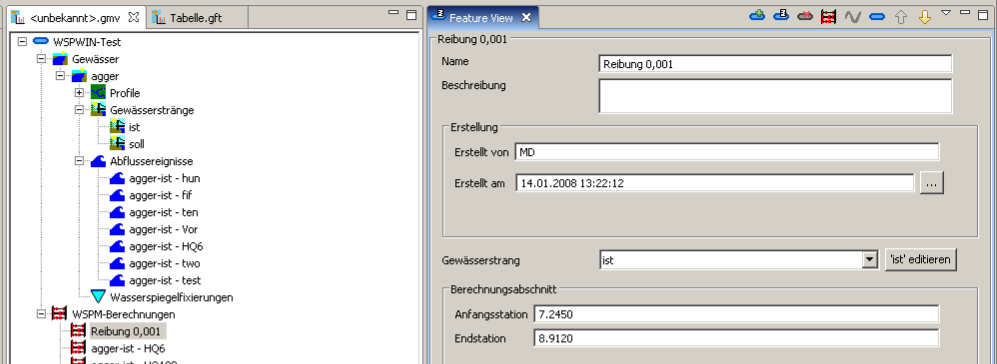 <unbekannt>.gmv
Tabelle.gft
WSPWIN-Test
Gewässer
agger
Profile
Gewässerstränge
ist
soll
Abflussereignisse
agger-ist - hun
agger-ist - fif
agger-ist - ten
agger-ist - Vor
agger-ist - HQ6
agger-ist - two
agger-ist - test
Wasserspiegelfixierungen
WSPM-Berechnungen
Reibung 0,001
agger-ist - HQ6
agger-ist - HQ100
Feature View
Reibung 0,001
Name Reibung 0,001
Beschreibung
Erstellung
Erstellt von MD
Erstellt am 14.01.2008 13:22:12 ...
Gewässerstrang ist 'ist' editieren
Berechnungsabschnitt
Anfangsstation 7.2450
Endstation 8.9120